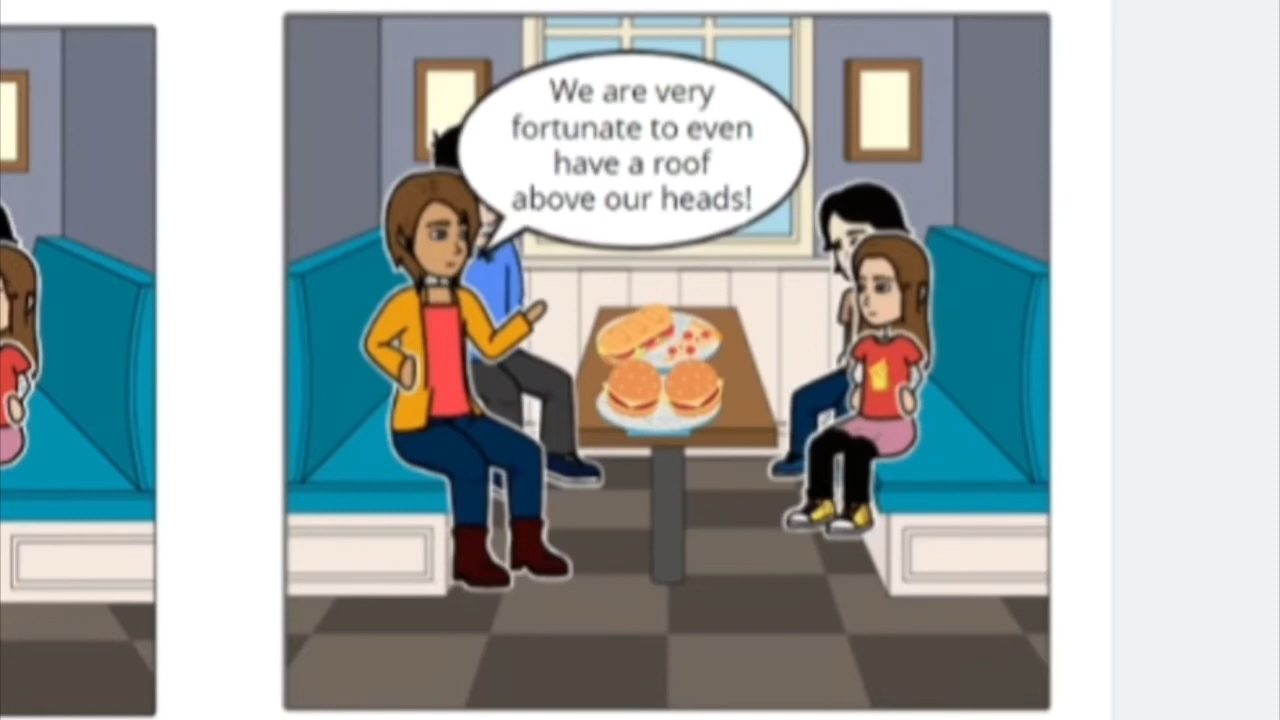 We are very
fortunate to even
have a roof
above our heads!